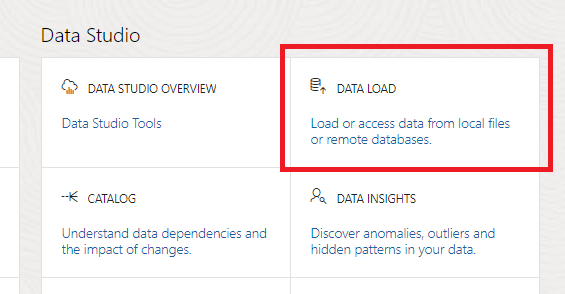 Data Studio
DATA STUDIO OVERVIEW
Data Studio Tools
DATA LOAD
Load or access data from local files
or remote databases.
CATALOG
Understand data dependencies and
the impact of changes.
DATA INSIGHTS
Discover anomalies, outliers and
hidden patterns in your data.